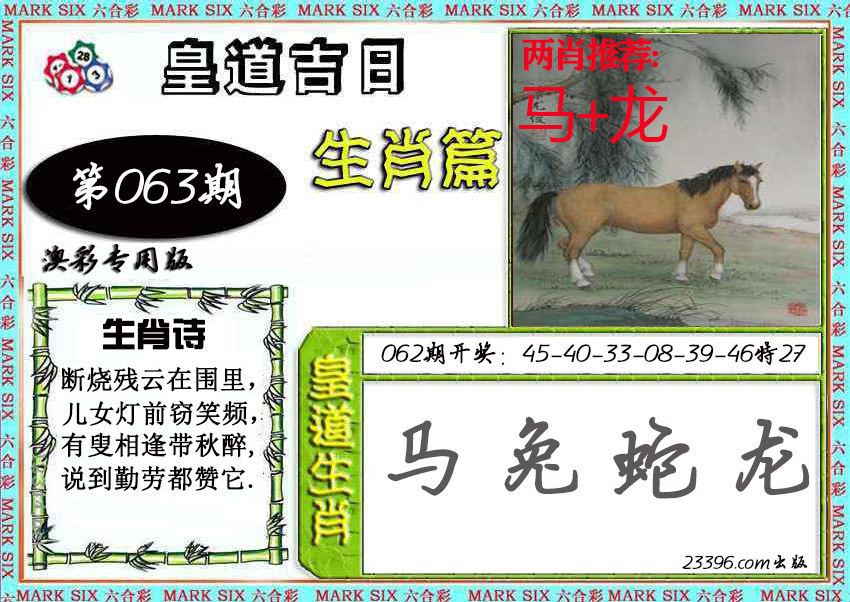 MARK SIX 六合彩 MARK SIX 六合彩 MARK SIX 六合彩 MARK SIX 六合彩 MARK SIX 六合彩 MARK SIX 六合彩
皇道吉日
28
1
3
第063期
澳彩专用版
生肖篇
两肖推荐:
马+龙
生肖诗
断烧残云在围里，
儿女灯前窃笑频，
有叟相逢带秋醉，
说到勤劳都赞它.
062期开奖：45-40-33-08-39-46特27
皇道生肖
马 兔 蛇 龙
23396.com出版
MARK SIX 六合彩 MARK SIX 六合彩 MARK SIX 六合彩 MARK SIX 六合彩 MARK SIX 六合彩 MARK SIX 六合彩